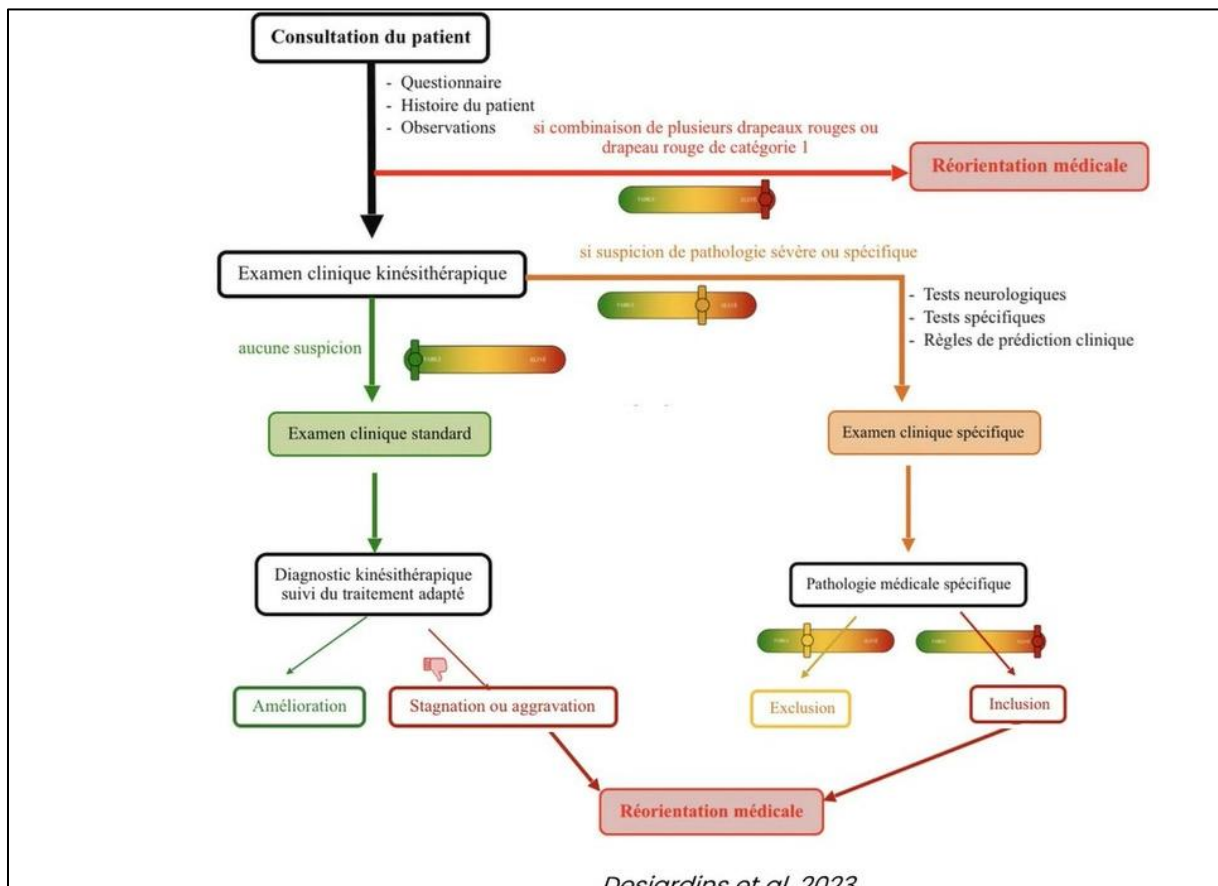 Consultation du patient
- Questionnaire
- Histoire du patient
- Observations
si combinaison de plusieurs drapeaux rouges ou
drapeau rouge de catégorie 1
Réorientation médicale
Examen clinique kinésithérapique
si suspicion de pathologie sévère ou spécifique
- Tests neurologiques
- Tests spécifiques
- Règles de prédiction clinique
aucune suspicion
Examen clinique standard
Examen clinique spécifique
Diagnostic kinésithérapique
suivi du traitement adapté
Pathologie médicale spécifique
Amélioration
Stagnation ou aggravation
Exclusion
Inclusion
Réorientation médicale
Desjardins et al. 2023